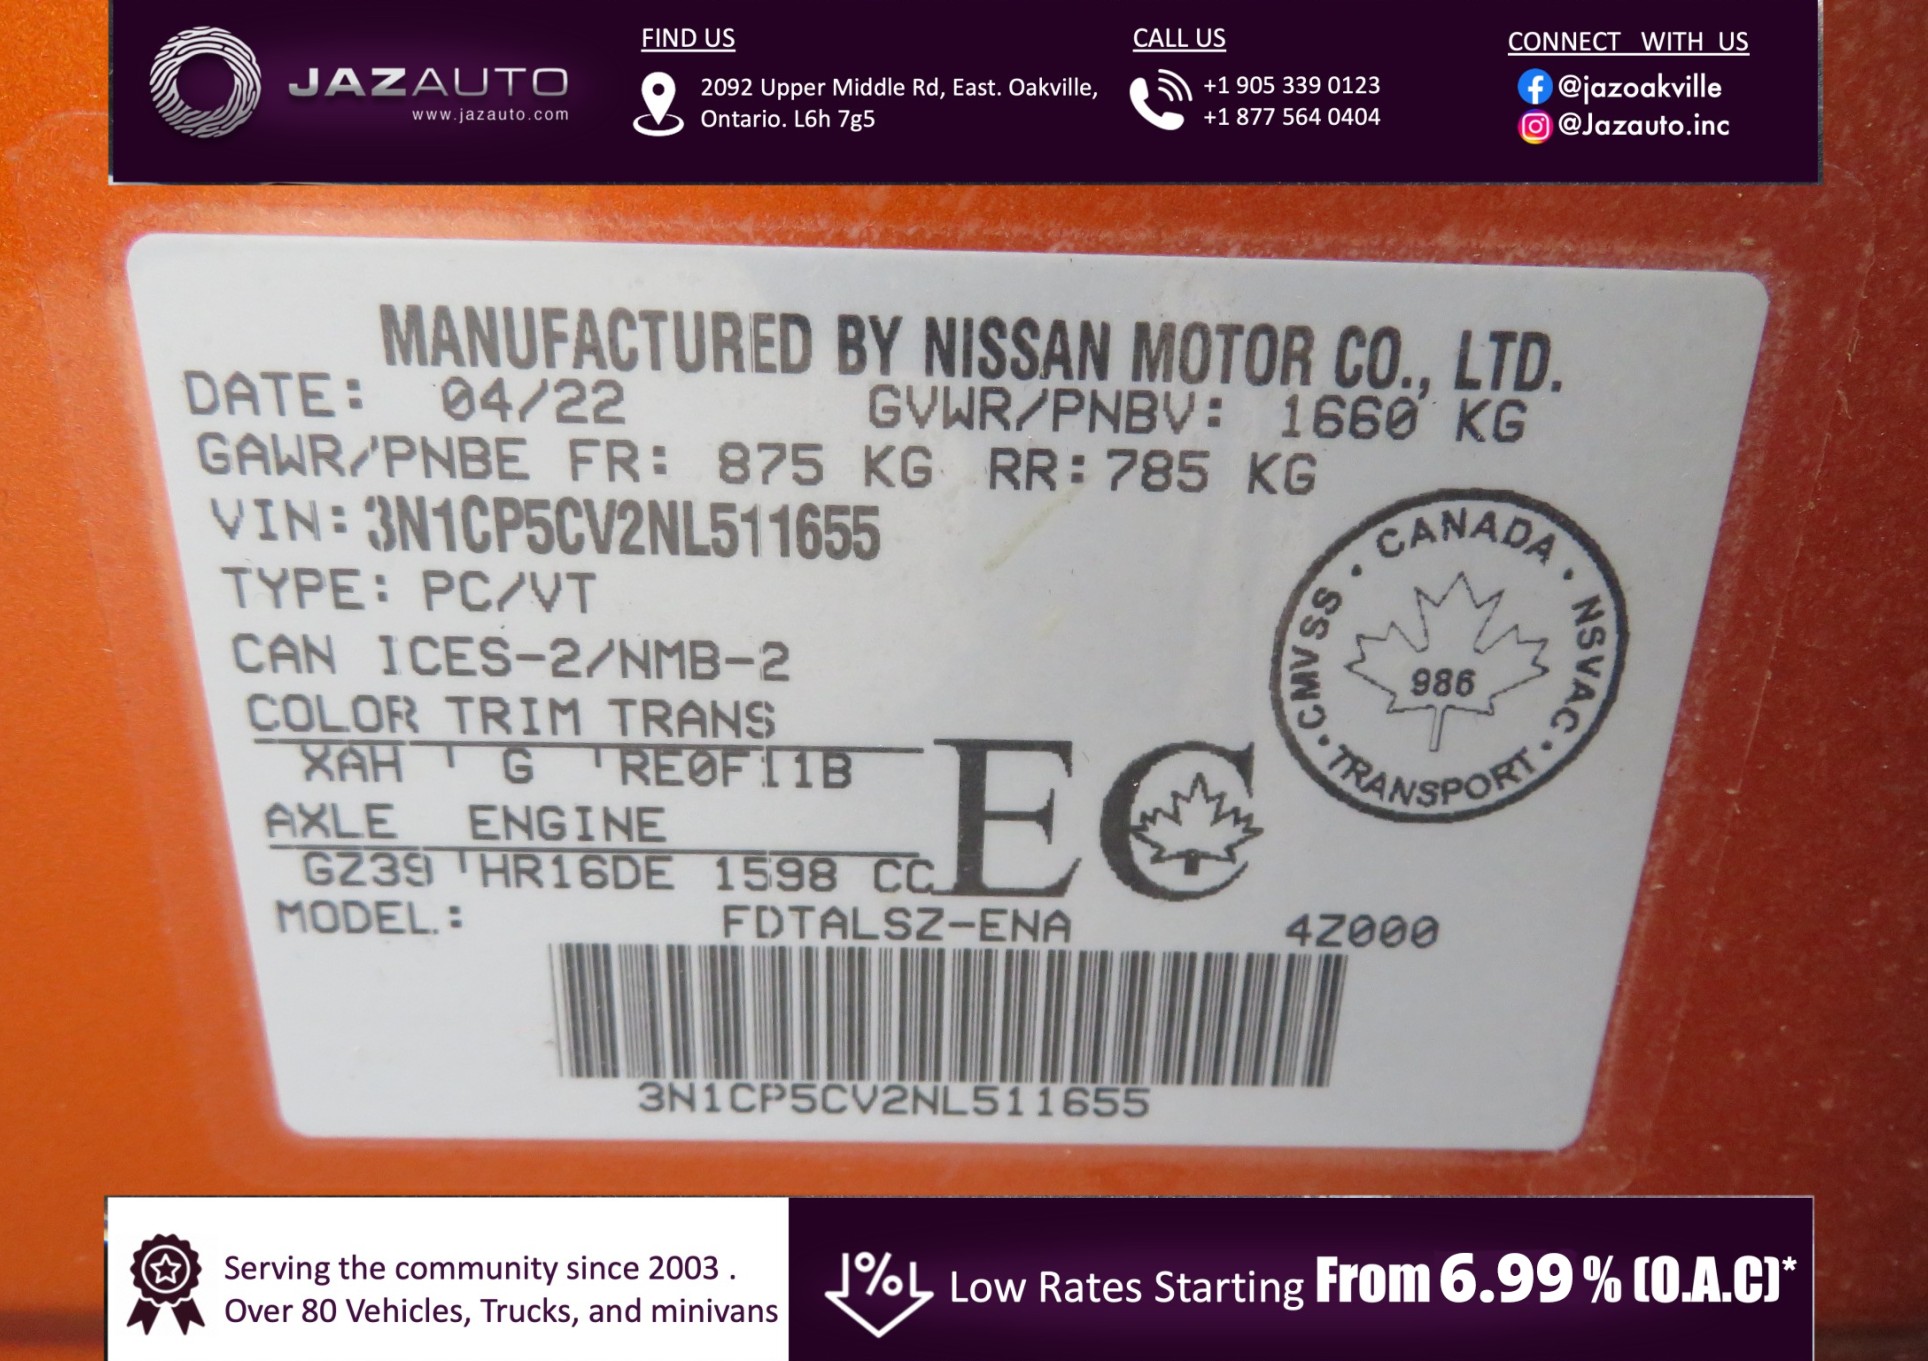 JAZAUTO
www.jazauto.com
FIND US
2092 Upper Middle Rd, East. Oakville,
Ontario. L6h 7g5
CALL US
+1 905 339 0123
+1 877 564 0404
CONNECT WITH US
@jazoakville
@Jazauto.inc
MANUFACTURED BY NISSAN MOTOR CO., LTD.
DATE: 04/22 GVWR/PNBV: 1660 KG
GAWR/PNBE FR: 875 KG RR: 785 KG
VIN: 3N1CP5CV2NL511655
TYPE: PC/VT
CAN ICES-2/NMB-2
COLOR TRIM TRANS
XAH ' G 'RE0F11B
AXLE ENGINE
GZ39 'HR16DE 1598 CC
EC
CANADA · NSVAC · TRANSPORT · CMVSS ·
986
MODEL: FDTALSZ-ENA 4Z000
3N1CP5CV2NL511655
Serving the community since 2003 .
Over 80 Vehicles, Trucks, and minivans
% Low Rates Starting From 6.99 % (O.A.C)*